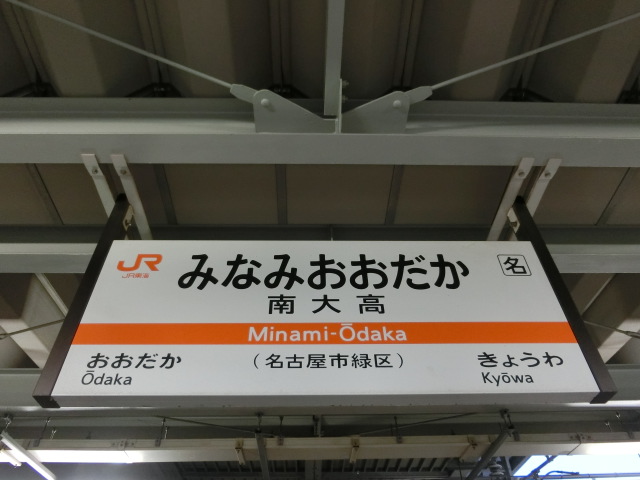 JR
JR東海
みなみおおだか
名
南大高
Minami-Ōdaka
おおだか
Ōdaka
（名古屋市緑区）
きょうわ
Kyōwa